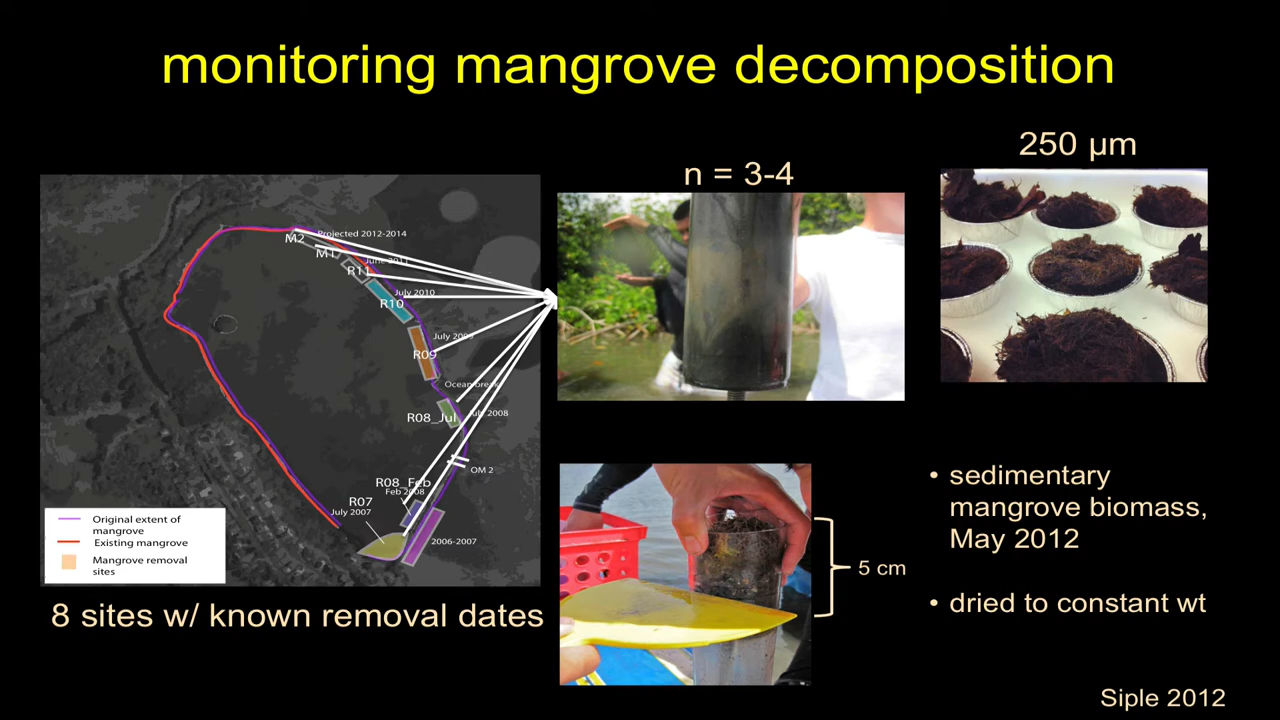 monitoring mangrove decomposition
250 µm
n = 3-4
M2
Projected 2012-2014
M1
June 2011
R11
July 2010
R10
July 2009
R09
Ocean break
R08_Jul
July 2008
OM 2
R08_Feb
Feb 2008
R07
July 2007
2006-2007
Original extent of
mangrove
Existing mangrove
Mangrove removal
sites
8 sites w/ known removal dates
5 cm
• sedimentary
mangrove biomass,
May 2012
• dried to constant wt
Siple 2012